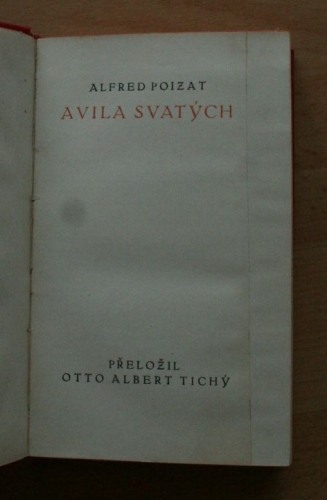 ALFRED POIZAT
AVILA SVATÝCH
PŘELOŽIL
OTTO ALBERT TICHÝ